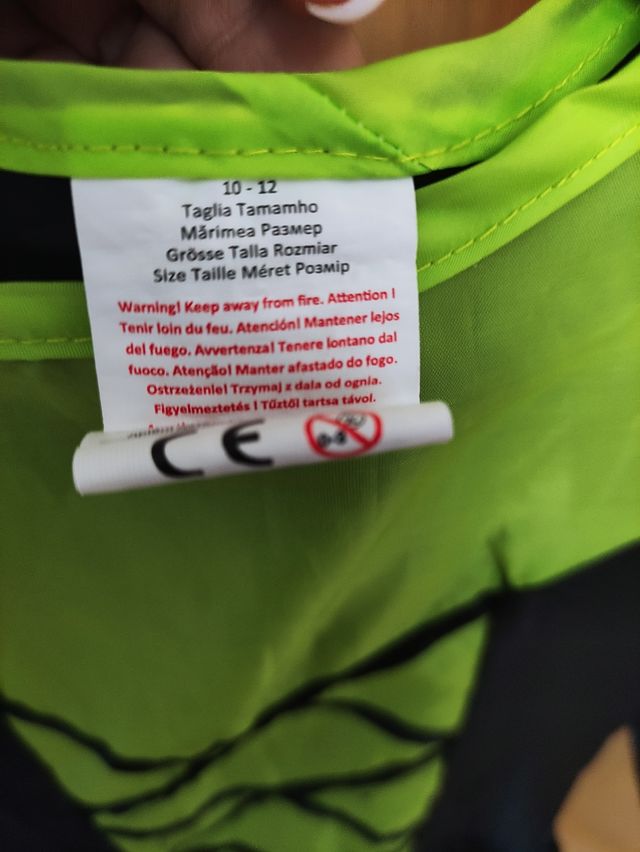 10 - 12
Taglia Tamamho
Mărimea Размер
Grösse Talla Rozmiar
Size Taille Méret Розмір
Warning! Keep away from fire. Attention !
Tenir loin du feu. Atención! Mantener lejos
del fuego. Avvertenza! Tenere lontano dal
fuoco. Atenção! Manter afastado do fogo.
Ostrzeżenie! Trzymaj z dala od ognia.
Figyelmeztetés ! Tűztől tartsa távol.
CE
0-3